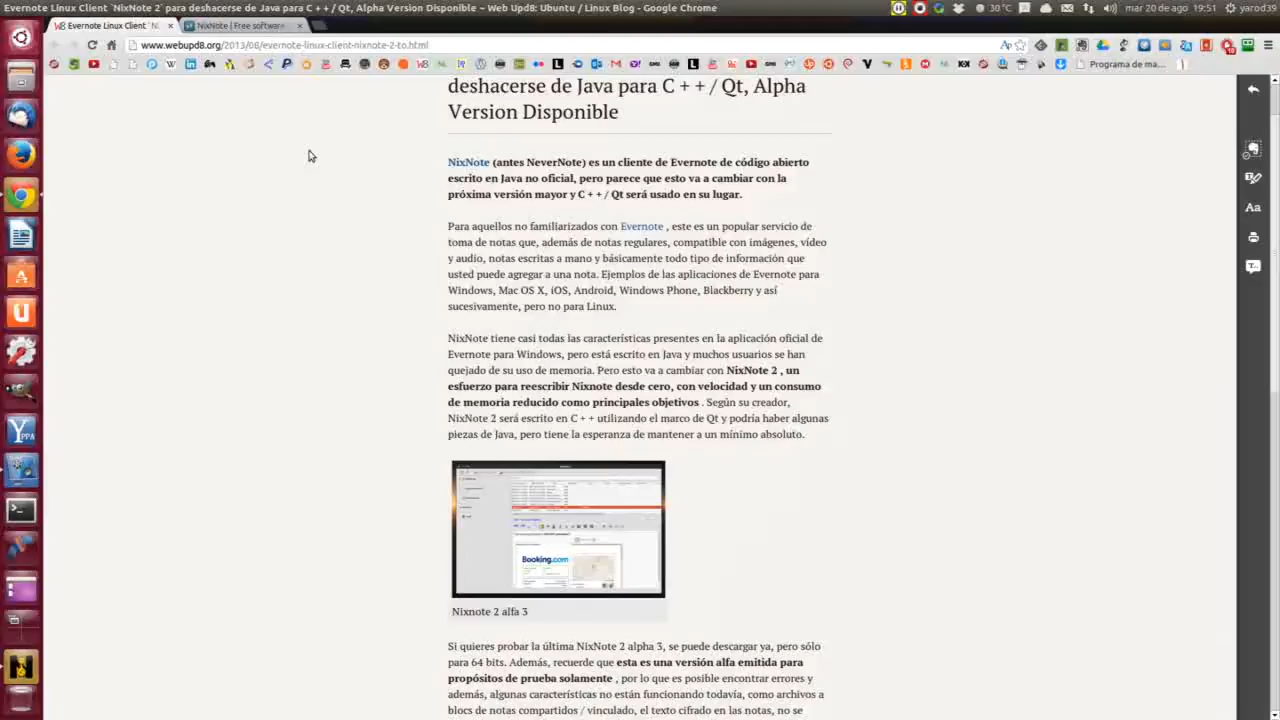 Evernote Linux Client `NixNote 2` para deshacerse de Java para C + + / Qt, Alpha Version Disponible ~ Web Upd8: Ubuntu / Linux Blog - Google Chrome
30 °C
mar 20 de ago 19:51 yarod39
Evernote Linux Client `Ni
NixNote | Free software
www.webupd8.org/2013/08/evernote-linux-client-nixnote-2-to.html
Programa de ma...
deshacerse de Java para C + + / Qt, Alpha
Version Disponible
NixNote (antes NeverNote) es un cliente de Evernote de código abierto
escrito en Java no oficial, pero parece que esto va a cambiar con la
próxima versión mayor y C + + / Qt será usado en su lugar.
Para aquellos no familiarizados con Evernote , este es un popular servicio de
toma de notas que, además de notas regulares, compatible con imágenes, vídeo
y audio, notas escritas a mano y básicamente todo tipo de información que
usted puede agregar a una nota. Ejemplos de las aplicaciones de Evernote para
Windows, Mac OS X, iOS, Android, Windows Phone, Blackberry y así
sucesivamente, pero no para Linux.
NixNote tiene casi todas las características presentes en la aplicación oficial de
Evernote para Windows, pero está escrito en Java y muchos usuarios se han
quejado de su uso de memoria. Pero esto va a cambiar con NixNote 2 , un
esfuerzo para reescribir Nixnote desde cero, con velocidad y un consumo
de memoria reducido como principales objetivos . Según su creador,
NixNote 2 será escrito en C + + utilizando el marco de Qt y podría haber algunas
piezas de Java, pero tiene la esperanza de mantener a un mínimo absoluto.
Booking.com
Nixnote 2 alfa 3
Si quieres probar la última NixNote 2 alpha 3, se puede descargar ya, pero sólo
para 64 bits. Además, recuerde que esta es una versión alfa emitida para
propósitos de prueba solamente , por lo que es posible encontrar errores y
además, algunas características no están funcionando todavía, como archivos a
blocs de notas compartidos / vinculado, el texto cifrado en las notas, no se
Aa